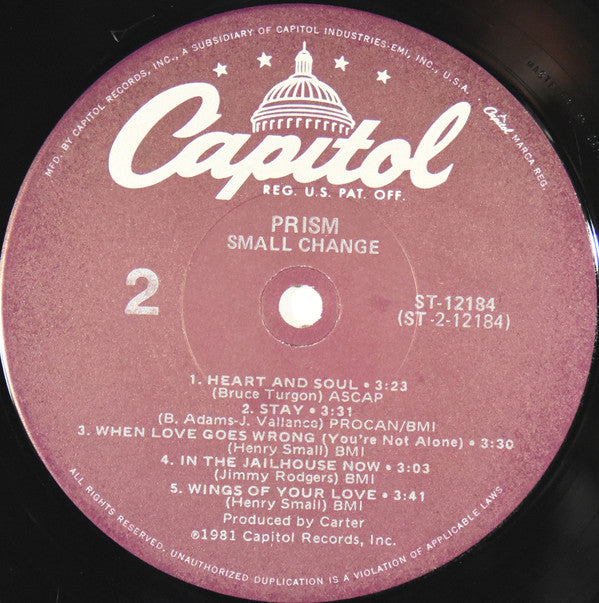 MFD. BY CAPITOL RECORDS, INC., A SUBSIDIARY OF CAPITOL INDUSTRIES-EMI, INC., U.S.A.
Capitol MARCA REG.
Capitol
REG. U.S. PAT. OFF.
PRISM
SMALL CHANGE
2
ST-12184
(ST-2-12184)
1. HEART AND SOUL • 3:23
(Bruce Turgon) ASCAP
2. STAY • 3:31
(B. Adams-J. Vallance) PROCAN/BMI
3. WHEN LOVE GOES WRONG (You're Not Alone) • 3:30
(Henry Small) BMI
4. IN THE JAILHOUSE NOW • 3:03
(Jimmy Rodgers) BMI
5. WINGS OF YOUR LOVE • 3:41
(Henry Small) BMI
Produced by Carter
℗1981 Capitol Records, Inc.
ALL RIGHTS RESERVED. UNAUTHORIZED DUPLICATION IS A VIOLATION OF APPLICABLE LAWS